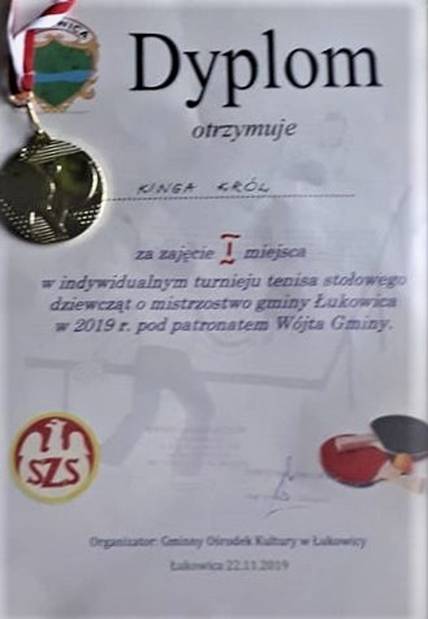 Dyplom
otrzymuje
KINGA KRÓL
za zajęcie I miejsca
w indywidualnym turnieju tenisa stołowego
dziewcząt o mistrzostwo gminy Łukowica
w 2019 r. pod patronatem Wójta Gminy.
SZS
Organizator: Gminny Ośrodek Kultury w Łukowicy
Łukowica 22.11.2019